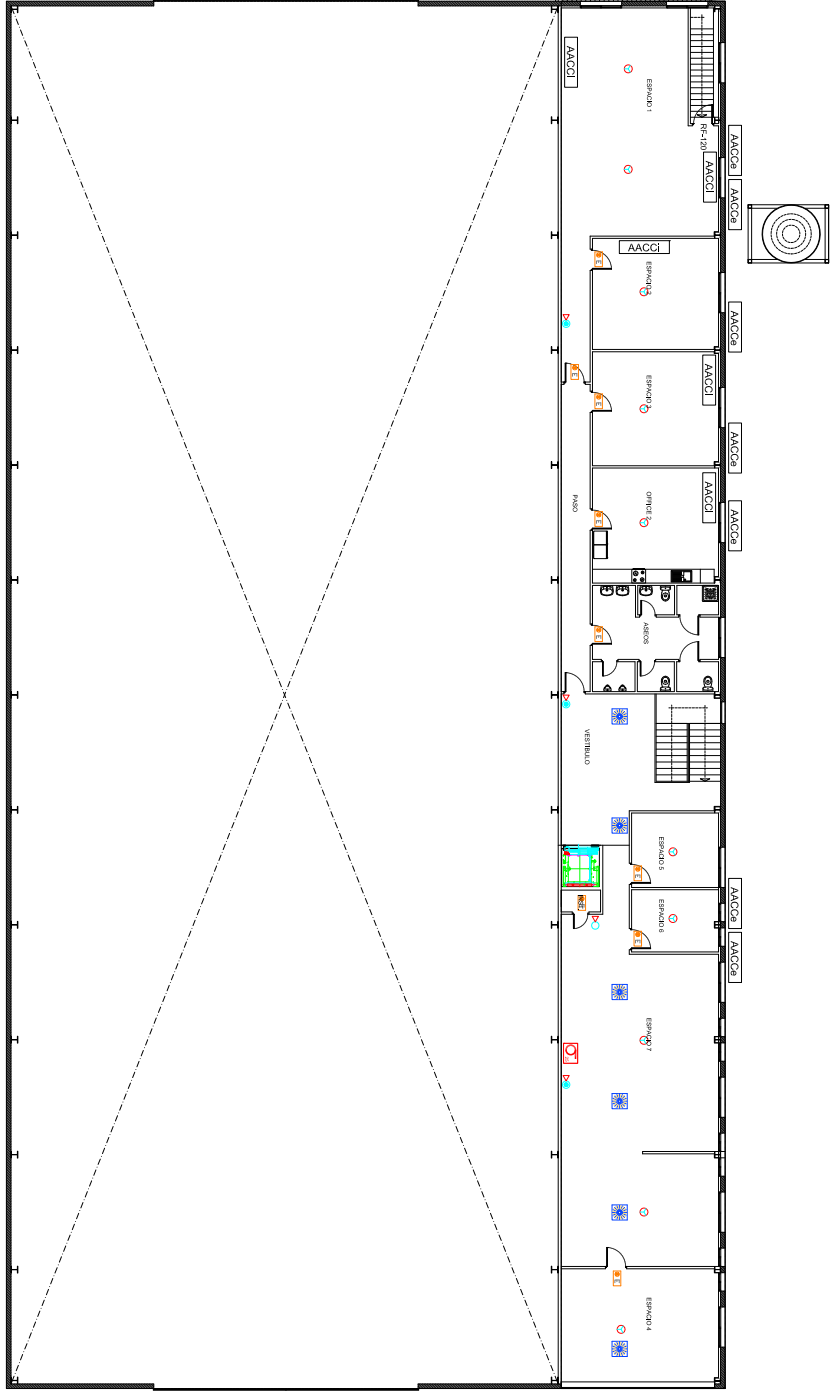 AACCi
ESPACIO 1
RF-120
AACCi
AACCe
AACCe
AACCi
E
ESPACIO 2
AACCe
E
ESPACIO 3
AACCi
E
AACCe
PASO
OFFICE 2
AACCi
AACCe
E
ASEOS
E
VESTIBULO
ESPACIO 5
E
ESPACIO 6
AACCe
E
AACCe
ESPACIO 7
E
ESPACIO 4